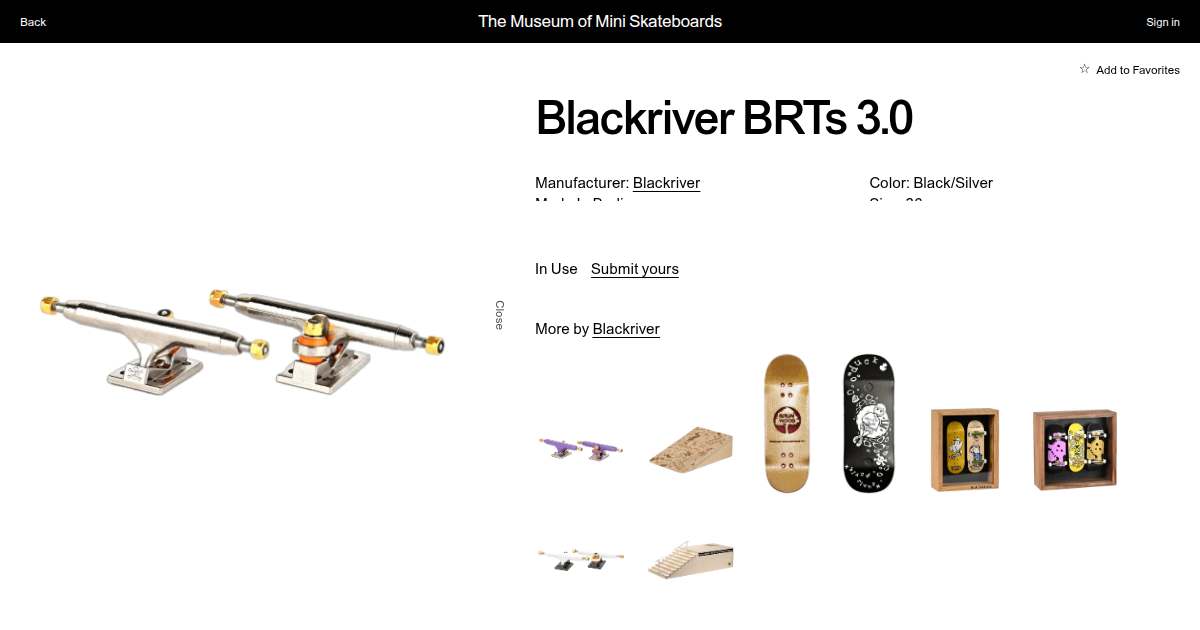 Back
The Museum of Mini Skateboards
Sign in
☆ Add to Favorites
Blackriver BRTs 3.0
Manufacturer: Blackriver
Color: Black/Silver
In Use
Submit yours
Close
More by Blackriver